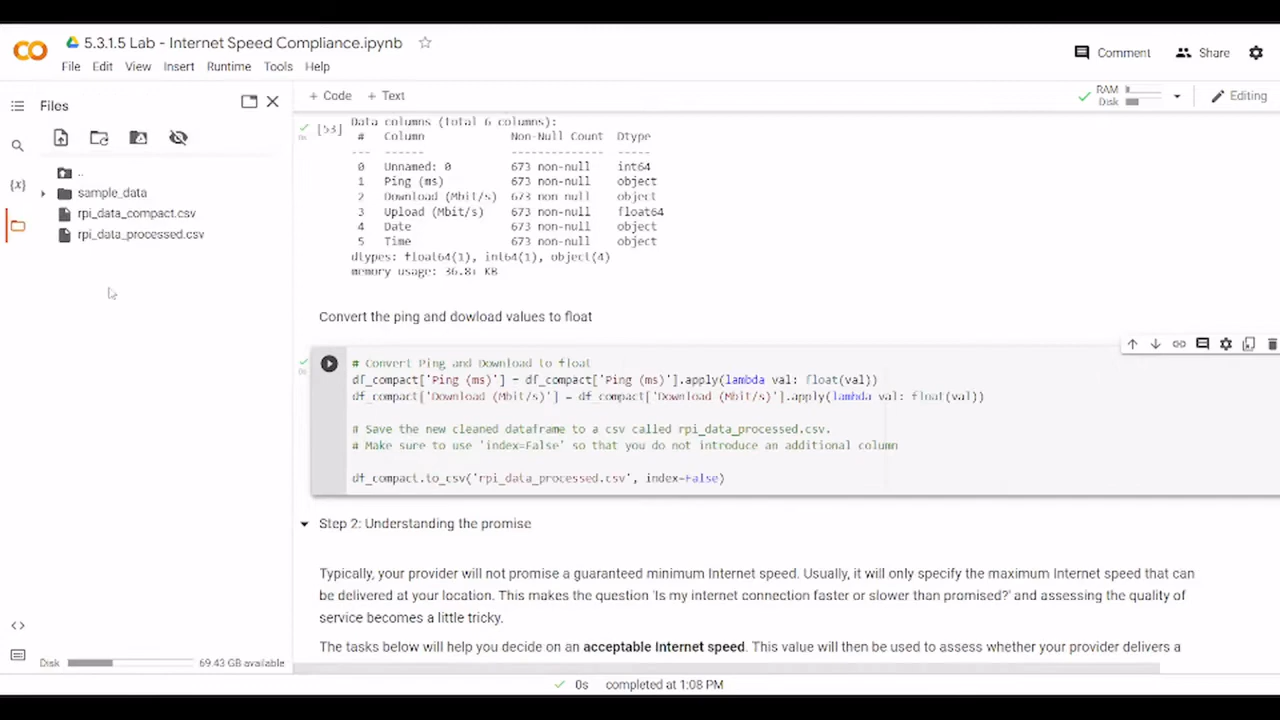 5.3.1.5 Lab - Internet Speed Compliance.ipynb
File Edit View Insert Runtime Tools Help
Comment Share
Files
+ Code + Text
RAM
Disk
Editing
..
sample_data
rpi_data_compact.csv
rpi_data_processed.csv
[53]
Data columns (total 6 columns):
# Column Non-Null Count Dtype
--- ------ -------------- -----
0 Unnamed: 0 673 non-null int64
1 Ping (ms) 673 non-null object
2 Download (Mbit/s) 673 non-null object
3 Upload (Mbit/s) 673 non-null float64
4 Date 673 non-null object
5 Time 673 non-null object
dtypes: float64(1), int64(1), object(4)
memory usage: 36.8+ KB
Convert the ping and dowload values to float
# Convert Ping and Download to float
df_compact['Ping (ms)'] = df_compact['Ping (ms)'].apply(lambda val: float(val))
df_compact['Download (Mbit/s)'] = df_compact['Download (Mbit/s)'].apply(lambda val: float(val))
# Save the new cleaned dataframe to a csv called rpi_data_processed.csv.
# Make sure to use 'index=False' so that you do not introduce an additional column
df_compact.to_csv('rpi_data_processed.csv', index=False)
Step 2: Understanding the promise
Typically, your provider will not promise a guaranteed minimum Internet speed. Usually, it will only specify the maximum Internet speed that can
be delivered at your location. This makes the question 'Is my internet connection faster or slower than promised?' and assessing the quality of
service becomes a little tricky.
The tasks below will help you decide on an acceptable Internet speed. This value will then be used to assess whether your provider delivers a
Disk 69.43 GB available
0s completed at 1:08 PM